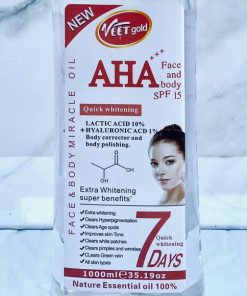 NEW
VEET gold
AHA+++
Face
and
body
SPF 15
Quick whitening
LACTIC ACID 10%
+HYALURONIC ACID 1%
Body corrector and
body polishing.
OH
OH
Extra Whitening
super benefits'
Extra whitening
Clears Hyperpigmentation
Clears Age spots
Improves skin Tone
Clears white patches
Clears pimples and wrinkles
CLears Green vein
All skin types
7
Quick
whitening
DAYS
1000ml℮35.19oz
Nature Essential oil 100%
FACE & BODY MIRACLE OIL